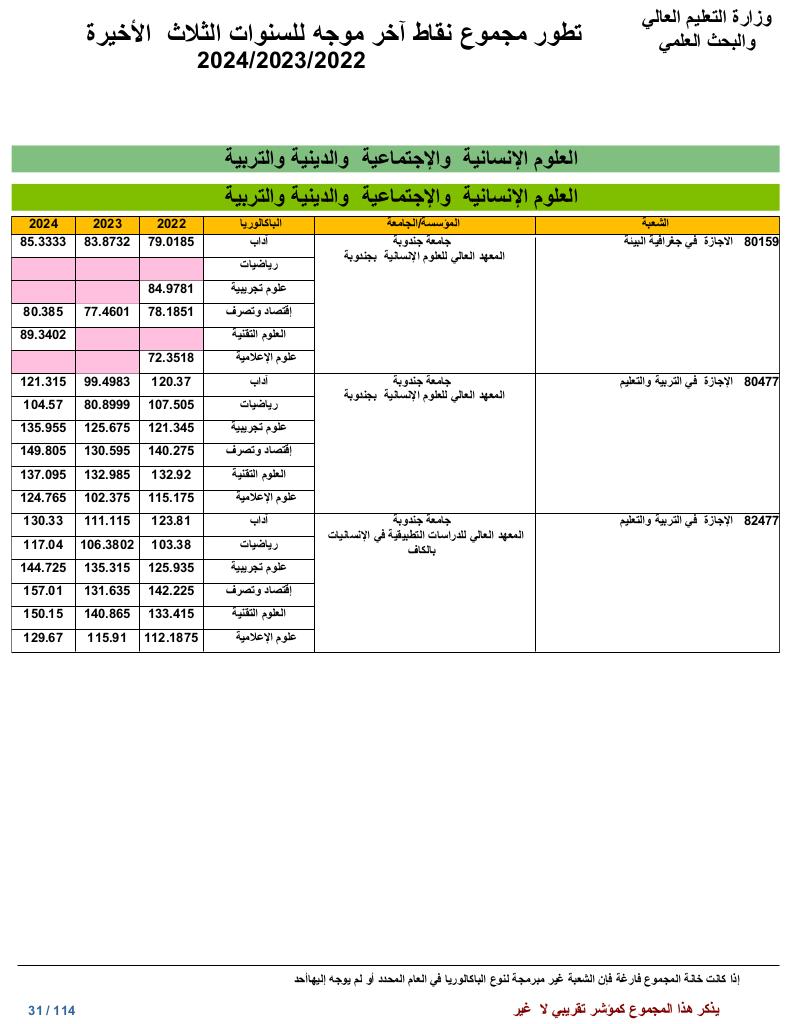 وزارة التعليم العالي
والبحث العلمي
تطور مجموع نقاط آخر موجه للسنوات الثلاث الأخيرة
2024/2023/2022
العلوم الإنسانية والإجتماعية والدينية والتربية
العلوم الإنسانية والإجتماعية والدينية والتربية
الشعبة المؤسسة/الجامعة الباكالوريا 2022 2023 2024
80159 الاجازة في جغرافية البيئة جامعة جندوبة آداب 79.0185 83.8732 85.3333
المعهد العالي للعلوم الإنسانية بجندوبة
رياضيات
علوم تجريبية 84.9781
إقتصاد وتصرف 78.1851 77.4601 80.385
العلوم التقنية 89.3402
علوم الإعلامية 72.3518
80477 الإجازة في التربية والتعليم جامعة جندوبة آداب 120.37 99.4983 121.315
المعهد العالي للعلوم الإنسانية بجندوبة
رياضيات 107.505 80.8999 104.57
علوم تجريبية 121.345 125.675 135.955
إقتصاد وتصرف 140.275 130.595 149.805
العلوم التقنية 132.92 132.985 137.095
علوم الإعلامية 115.175 102.375 124.765
82477 الإجازة في التربية والتعليم جامعة جندوبة آداب 123.81 111.115 130.33
المعهد العالي للدراسات التطبيقية في الإنسانيات
بالكاف
رياضيات 103.38 106.3802 117.04
علوم تجريبية 125.935 135.315 144.725
إقتصاد وتصرف 142.225 131.635 157.01
العلوم التقنية 133.415 140.865 150.15
علوم الإعلامية 112.1875 115.91 129.67
إذا كانت خانة المجموع فارغة فإن الشعبة غير مبرمجة لنوع الباكالوريا في العام المحدد أو لم يوجه إليهاأحد
يذكر هذا المجموع كمؤشر تقريبي لا غير
31 / 114